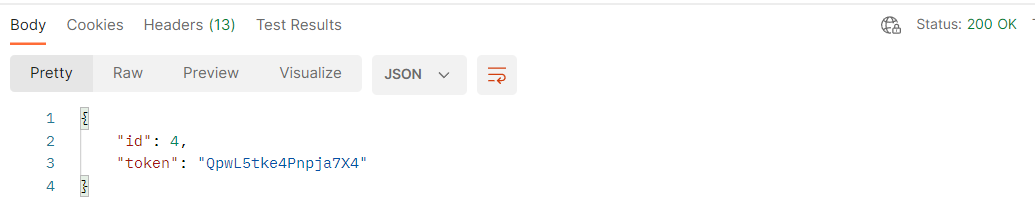 Body Cookies Headers (13) Test Results Status: 200 OK
Pretty Raw Preview Visualize JSON
1 {
2 "id": 4,
3 "token": "QpwL5tke4Pnpja7X4"
4 }